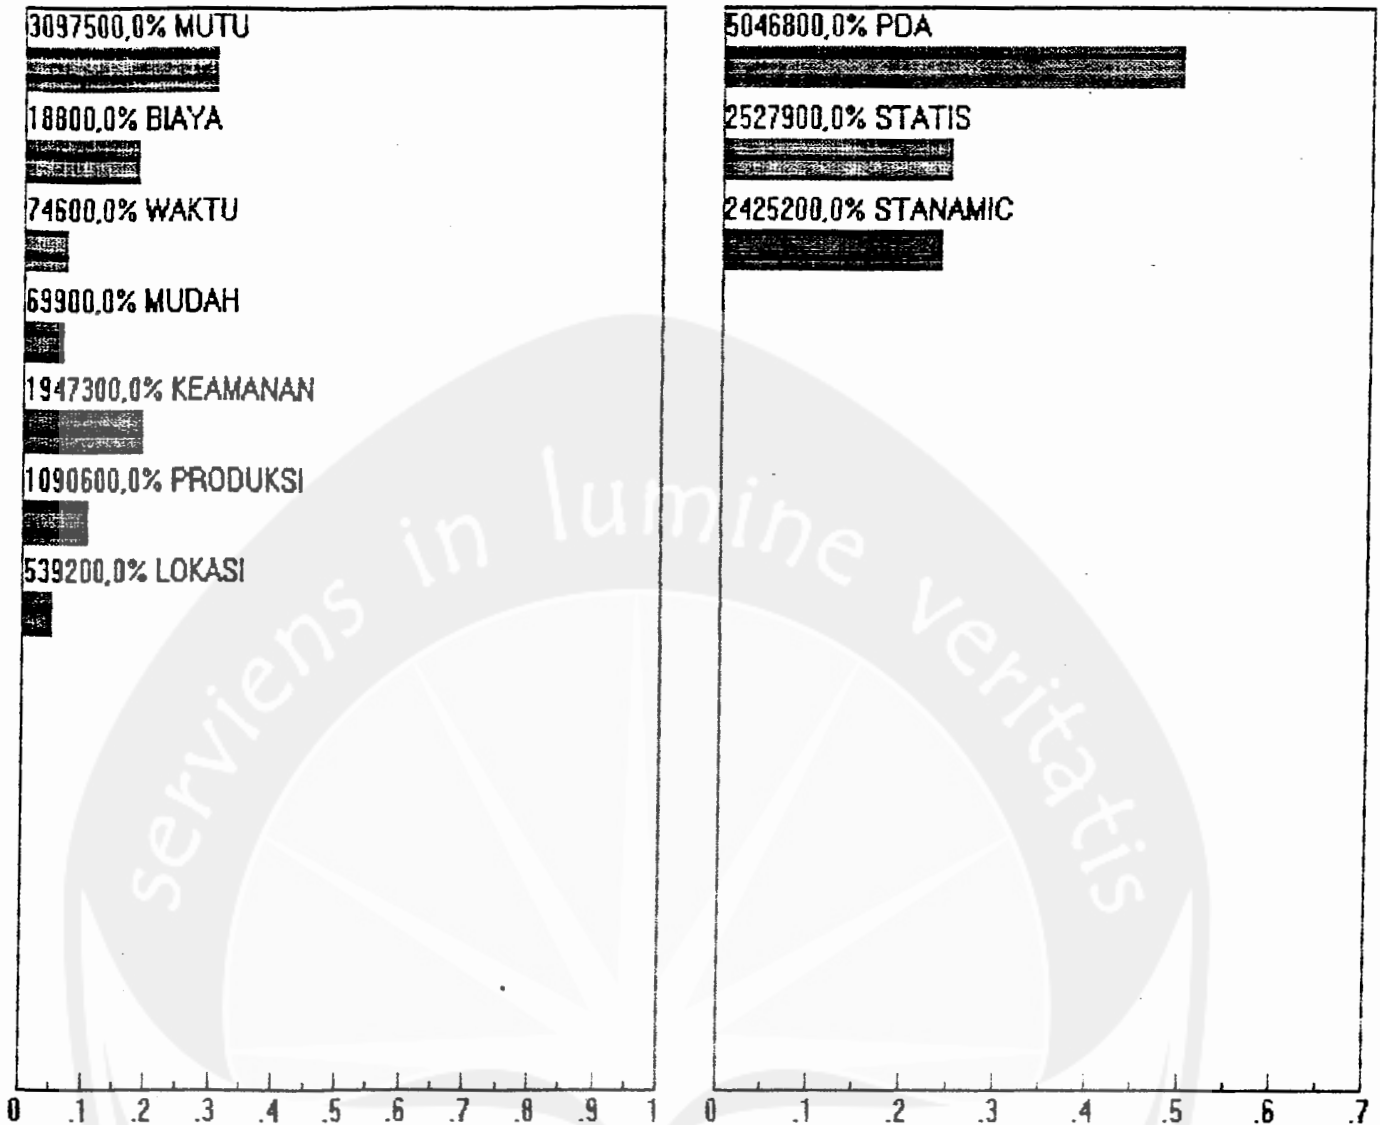 3097500,0% MUTU
18800,0% BIAYA
74600,0% WAKTU
69900,0% MUDAH
1947300,0% KEAMANAN
1090600,0% PRODUKSI
539200,0% LOKASI
0 .1 .2 .3 .4 .5 .6 .7 .8 .9 1
5046800,0% PDA
2527900,0% STATIS
2425200,0% STANAMIC
0 .1 .2 .3 .4 .5 .6 .7
serviens in lumine veritatis